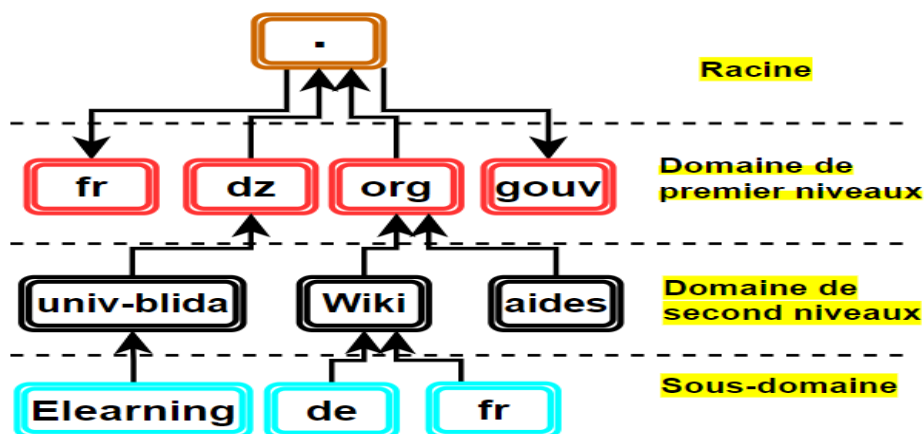 .
Racine
fr
dz
org
gouv
Domaine de
premier niveaux
univ-blida
Wiki
aides
Domaine de
second niveaux
Elearning
de
fr
Sous-domaine